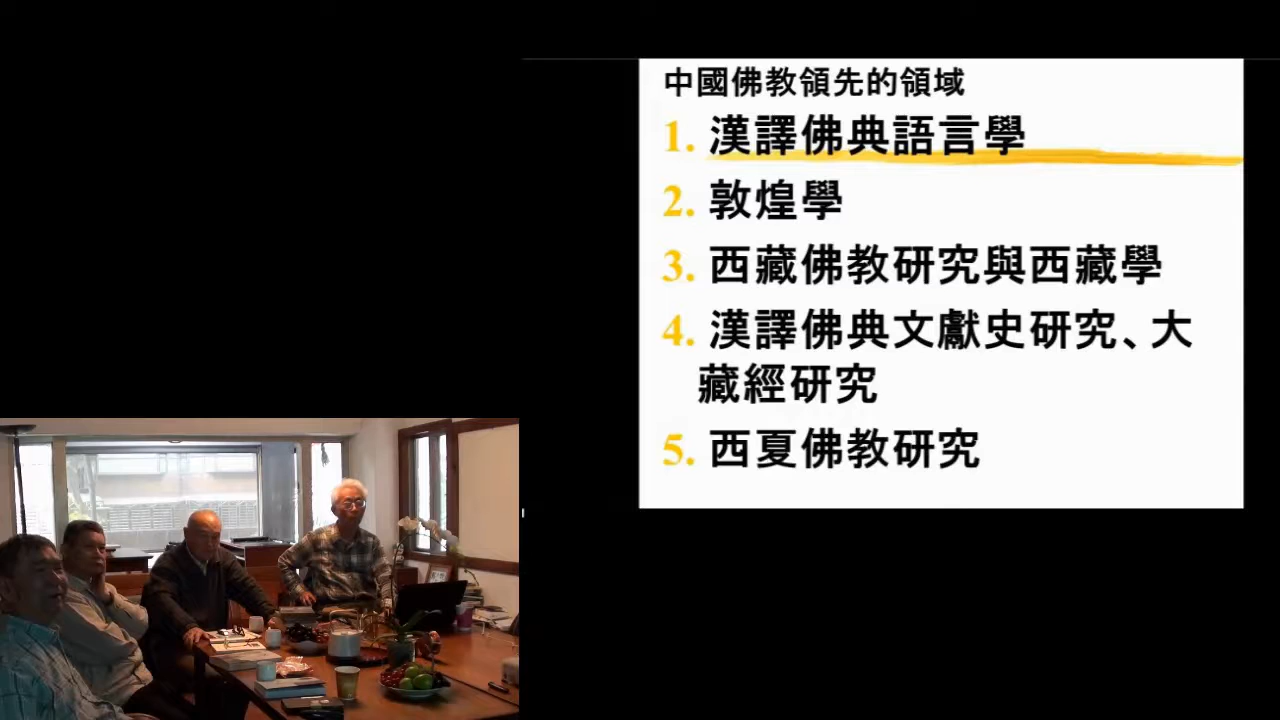 中國佛教領先的領域
1. 漢譯佛典語言學
2. 敦煌學
3. 西藏佛教研究與西藏學
4. 漢譯佛典文獻史研究、大
藏經研究
5. 西夏佛教研究